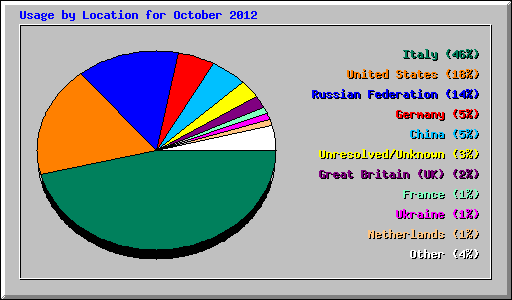 Usage by Location for October 2012
Italy (46%)
United States (18%)
Russian Federation (14%)
Germany (5%)
China (5%)
Unresolved/Unknown (3%)
Great Britain (UK) (2%)
France (1%)
Ukraine (1%)
Netherlands (1%)
Other (4%)